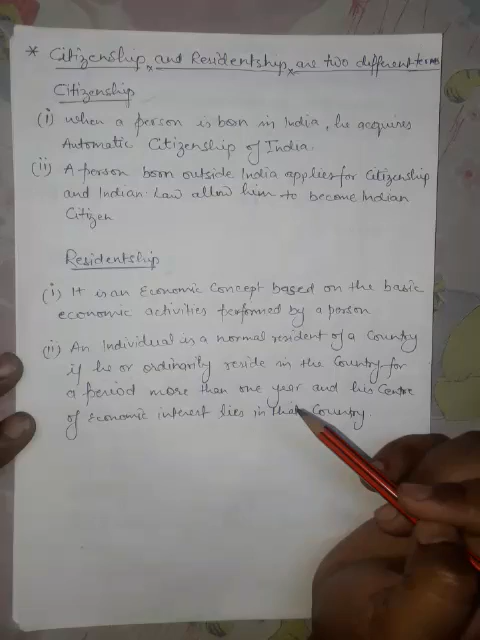 * Citizenship and Residentship are two different terms
Citizenship
(i) when a person is born in India, he acquires
Automatic Citizenship of India.
(ii) A person born outside India applies for Citizenship
and Indian Law allow him to become Indian
Citizen
Residentship
(i) It is an Economic Concept based on the basic
economic activities performed by a person
(ii) An Individual is a normal resident of a Country
if he or ordinarily reside in the Country for
a period more than one year and his Centre
of Economic interest lies in that Country.